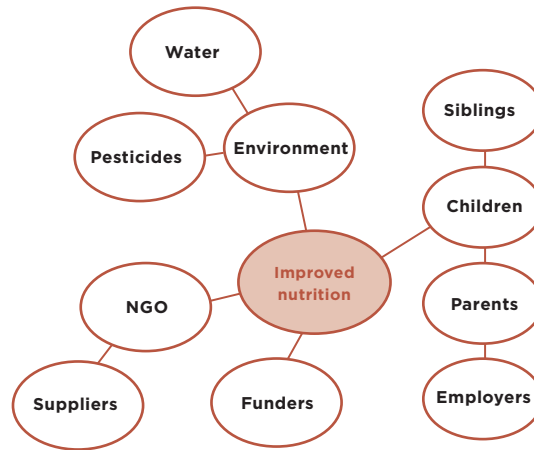 Water
Siblings
Environment
Pesticides
Children
Improved
nutrition
NGO
Parents
Suppliers
Funders
Employers